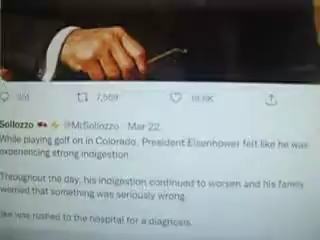 7,569
Sollozzo @MrSollozzo Mar 22
While playing golf on in Colorado, President Eisenhower felt like he was
experiencing strong indigestion.
Throughout the day, his indigestion continued to worsen and his family
worried that something was seriously wrong.
Ike was rushed to the hospital for a diagnosis.